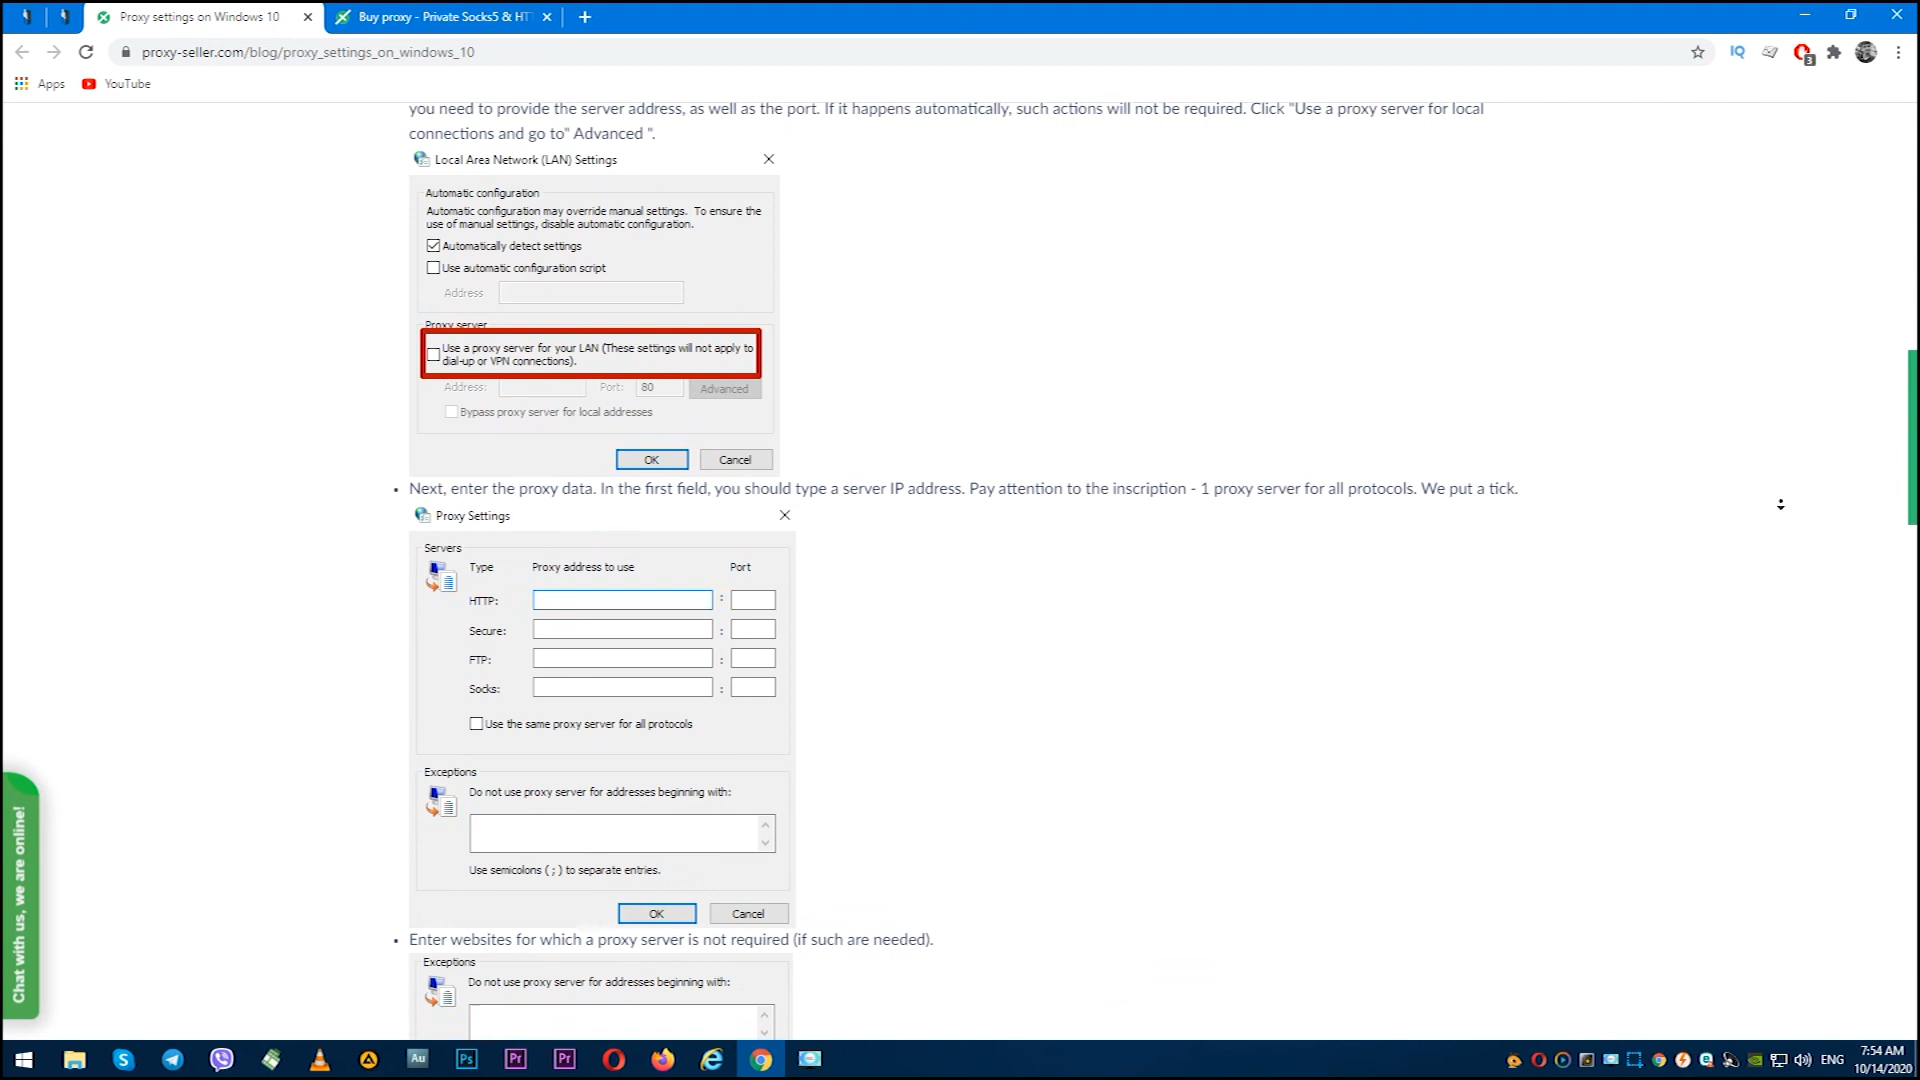 Proxy settings on Windows 10
Buy proxy - Private Socks5 & HT
proxy-seller.com/blog/proxy_settings_on_windows_10
IQ
3
Apps
YouTube
you need to provide the server address, as well as the port. If it happens automatically, such actions will not be required. Click "Use a proxy server for local
connections and go to" Advanced ".
Local Area Network (LAN) Settings
Automatic configuration
Automatic configuration may override manual settings. To ensure the
use of manual settings, disable automatic configuration.
Automatically detect settings
Use automatic configuration script
Address
Proxy server
Use a proxy server for your LAN (These settings will not apply to
dial-up or VPN connections).
Address:
Port:
80
Advanced
Bypass proxy server for local addresses
OK
Cancel
Next, enter the proxy data. In the first field, you should type a server IP address. Pay attention to the inscription - 1 proxy server for all protocols. We put a tick.
Proxy Settings
Servers
Type
Proxy address to use
Port
HTTP:
:
Secure:
:
FTP:
:
Socks:
:
Use the same proxy server for all protocols
Exceptions
Do not use proxy server for addresses beginning with:
Use semicolons ( ; ) to separate entries.
OK
Cancel
Enter websites for which a proxy server is not required (if such are needed).
Exceptions
Do not use proxy server for addresses beginning with:
Chat with us, we are online!
Au
Ps
Pr
Pr
ENG
7:54 AM
10/14/2020